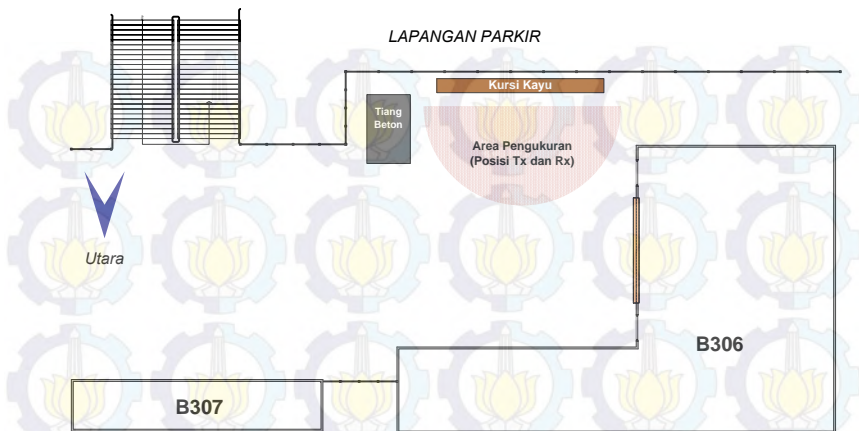 LAPANGAN PARKIR
Kursi Kayu
Tiang
Beton
Area Pengukuran
(Posisi Tx dan Rx)
Utara
B306
B307